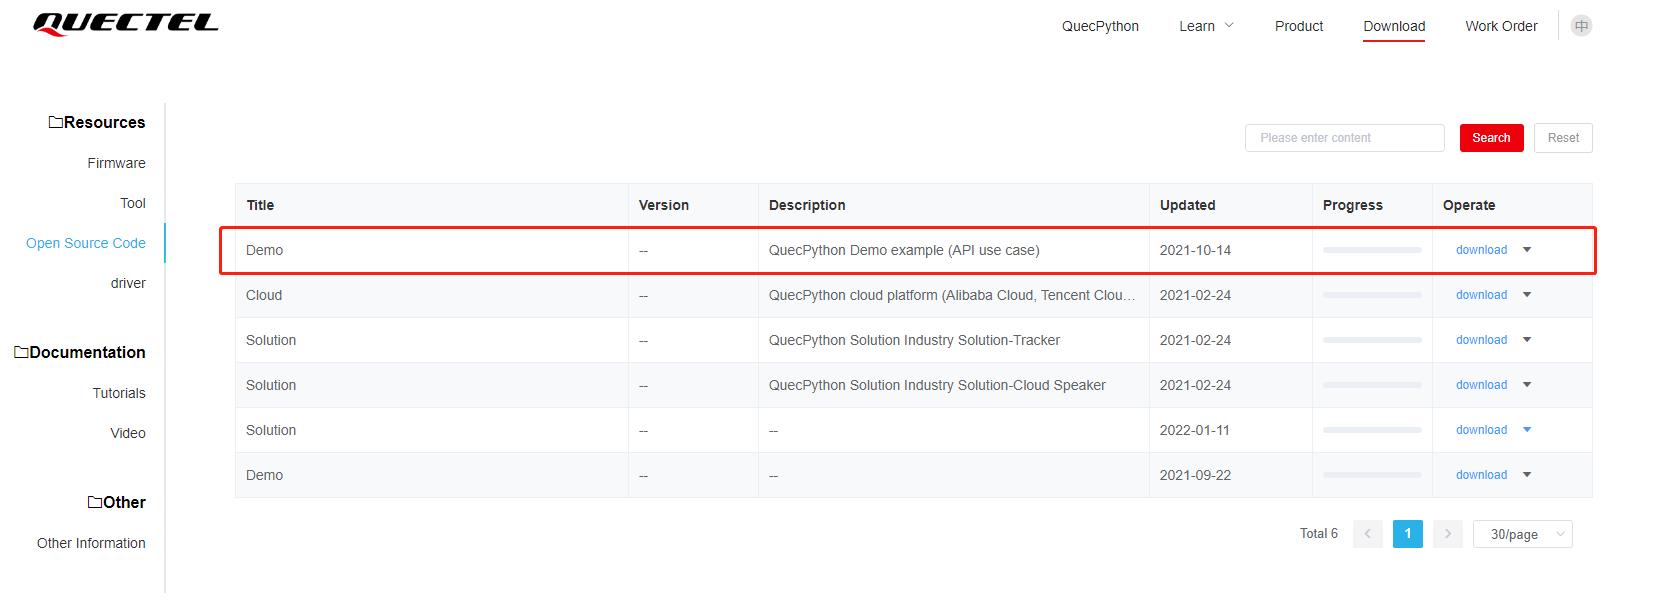 QUECTEL
QuecPython Learn Product Download Work Order 中
Resources
Firmware
Tool
Open Source Code
driver
Documentation
Tutorials
Video
Other
Other Information
Please enter content Search Reset
Title Version Description Updated Progress Operate
Demo -- QuecPython Demo example (API use case) 2021-10-14 download
Cloud -- QuecPython cloud platform (Alibaba Cloud, Tencent Clou... 2021-02-24 download
Solution -- QuecPython Solution Industry Solution-Tracker 2021-02-24 download
Solution -- QuecPython Solution Industry Solution-Cloud Speaker 2021-02-24 download
Solution -- -- 2022-01-11 download
Demo -- -- 2021-09-22 download
Total 6 < 1 > 30/page